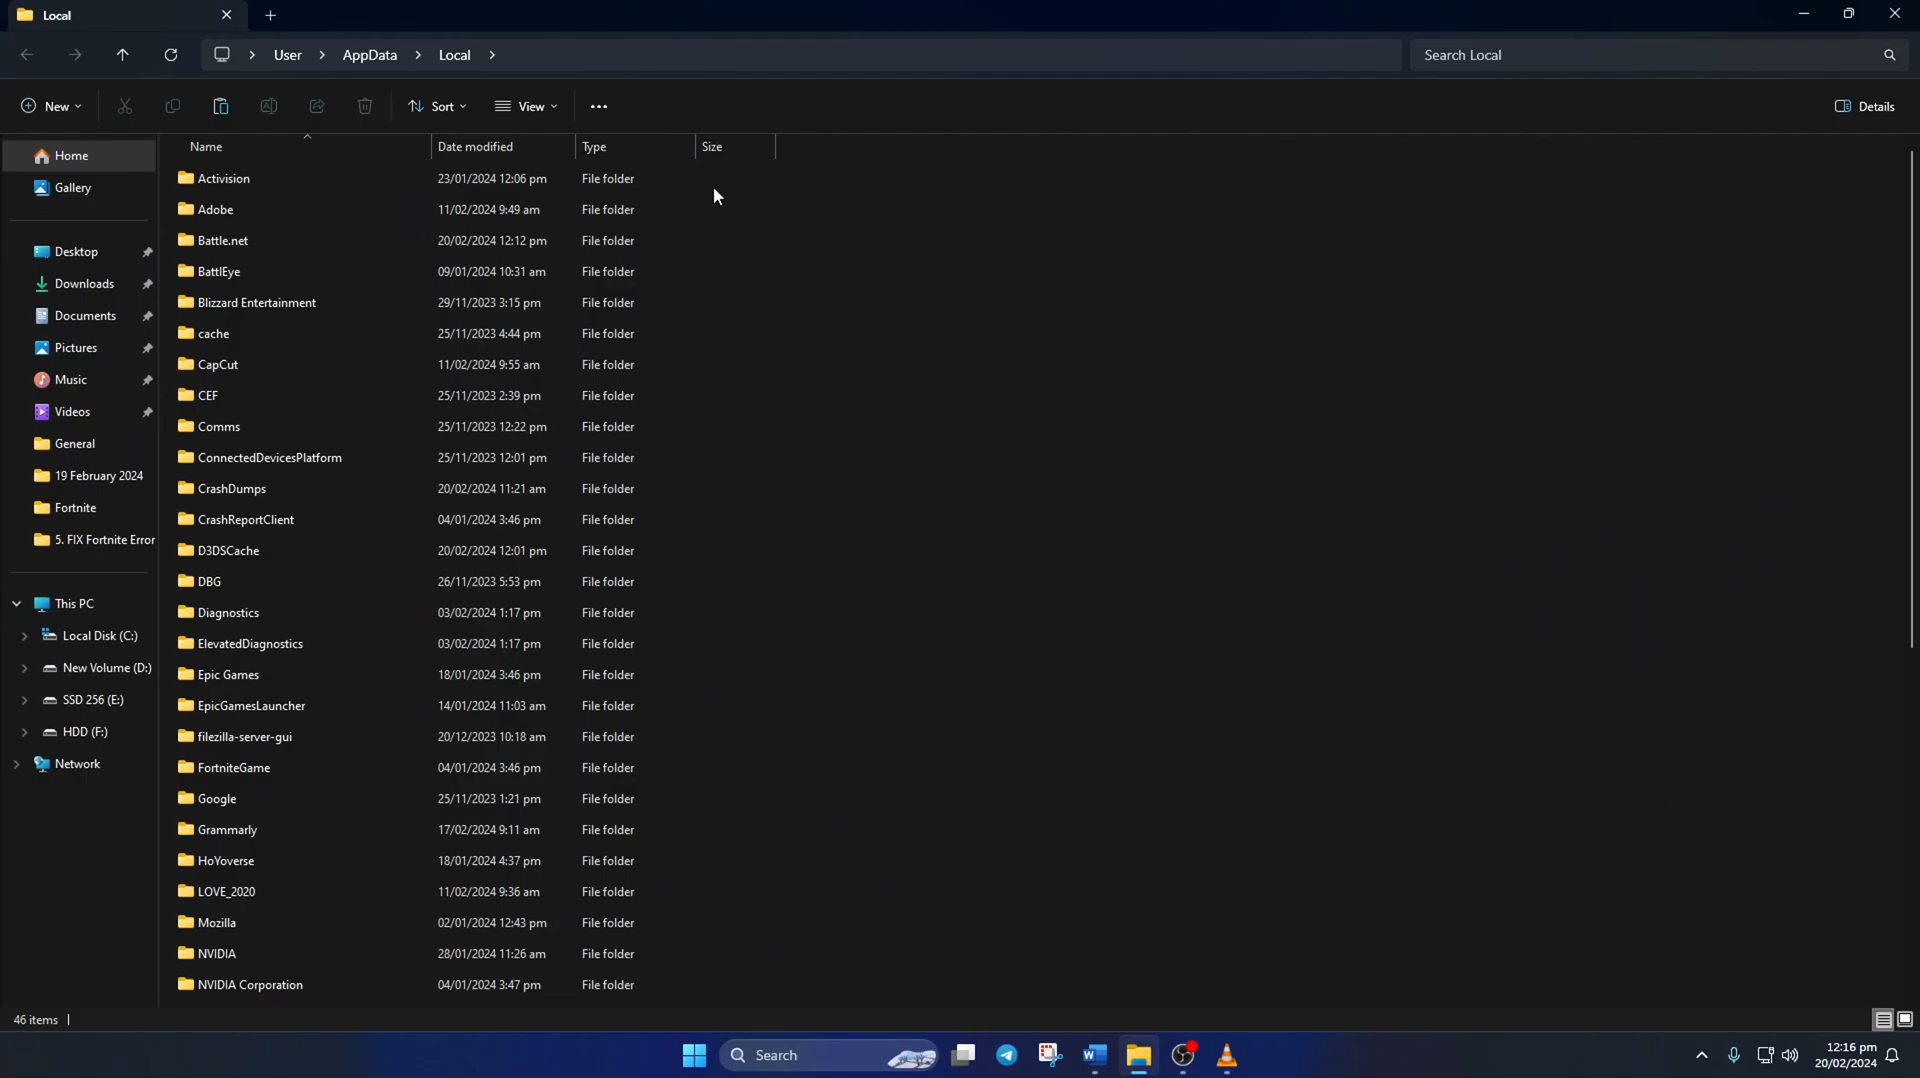 Local
User > AppData > Local >
Search Local
New
Sort
View
Details
Name Date modified Type Size
Home
Gallery
Desktop
Downloads
Documents
Pictures
Music
Videos
General
19 February 2024
Fortnite
5. FIX Fortnite Error
This PC
Local Disk (C:)
New Volume (D:)
SSD 256 (E:)
HDD (F:)
Network
Activision 23/01/2024 12:06 pm File folder
Adobe 11/02/2024 9:49 am File folder
Battle.net 20/02/2024 12:12 pm File folder
BattlEye 09/01/2024 10:31 am File folder
Blizzard Entertainment 29/11/2023 3:15 pm File folder
cache 25/11/2023 4:44 pm File folder
CapCut 11/02/2024 9:55 am File folder
CEF 25/11/2023 2:39 pm File folder
Comms 25/11/2023 12:22 pm File folder
ConnectedDevicesPlatform 25/11/2023 12:01 pm File folder
CrashDumps 20/02/2024 11:21 am File folder
CrashReportClient 04/01/2024 3:46 pm File folder
D3DSCache 20/02/2024 12:01 pm File folder
DBG 26/11/2023 5:53 pm File folder
Diagnostics 03/02/2024 1:17 pm File folder
ElevatedDiagnostics 03/02/2024 1:17 pm File folder
Epic Games 18/01/2024 3:46 pm File folder
EpicGamesLauncher 14/01/2024 11:03 am File folder
filezilla-server-gui 20/12/2023 10:18 am File folder
FortniteGame 04/01/2024 3:46 pm File folder
Google 25/11/2023 1:21 pm File folder
Grammarly 17/02/2024 9:11 am File folder
HoYoverse 18/01/2024 4:37 pm File folder
LOVE_2020 11/02/2024 9:36 am File folder
Mozilla 02/01/2024 12:43 pm File folder
NVIDIA 28/01/2024 11:26 am File folder
NVIDIA Corporation 04/01/2024 3:47 pm File folder
46 items
Search
12:16 pm
20/02/2024